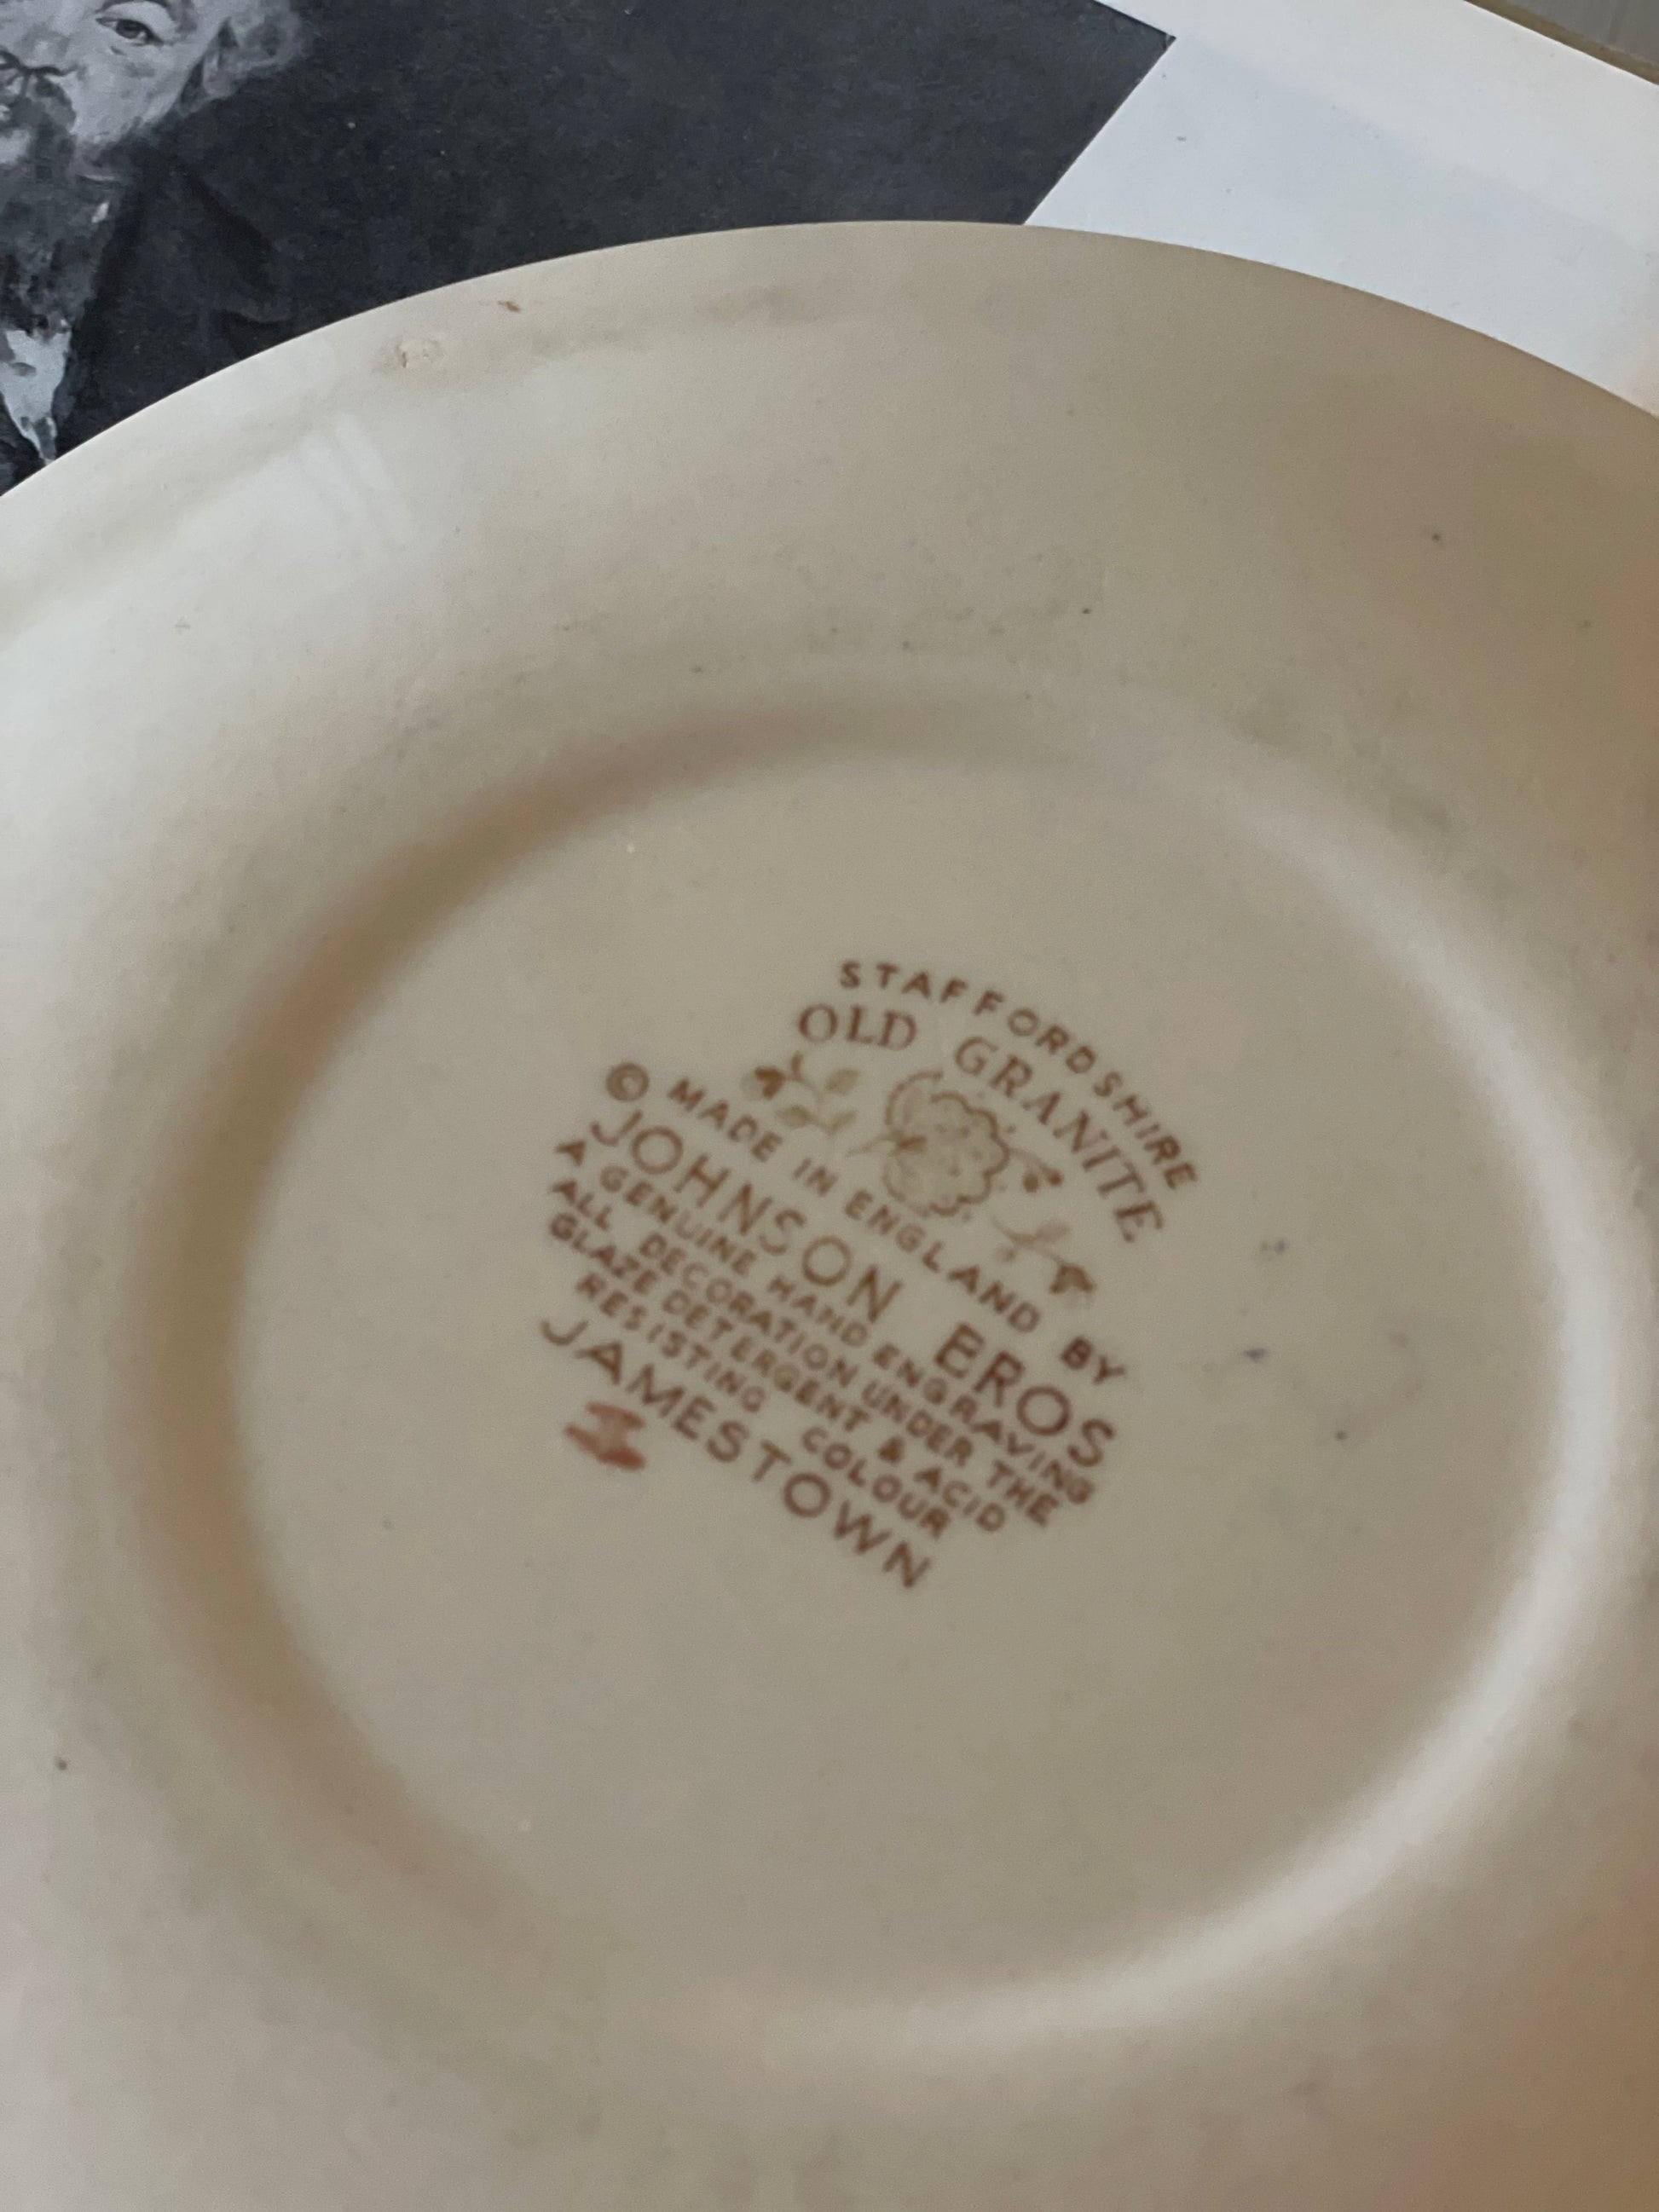 STAFFORDSHIRE
OLD GRANITE
© MADE IN ENGLAND BY
JOHNSON BROS
A GENUINE HAND ENGRAVING
ALL DECORATION UNDER THE
GLAZE DETERGENT & ACID
RESISTING COLOUR
JAMESTOWN